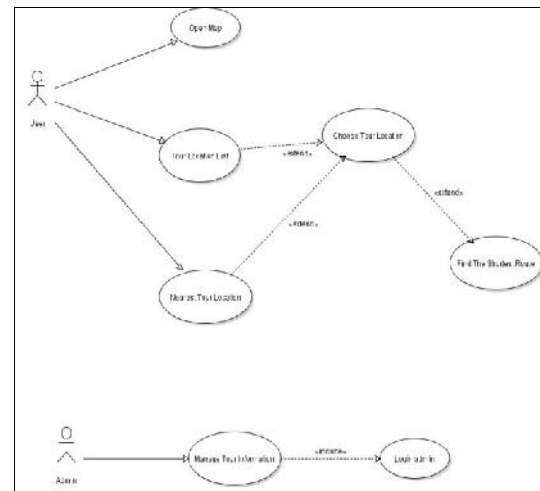 Open Map
User
Tour Location List
«extend»
Choose Tour Location
«extend»
«extend»
Find The Shortest Route
Nearest Tour Location
Admin
Manage Tour Information
«include»
Login admin